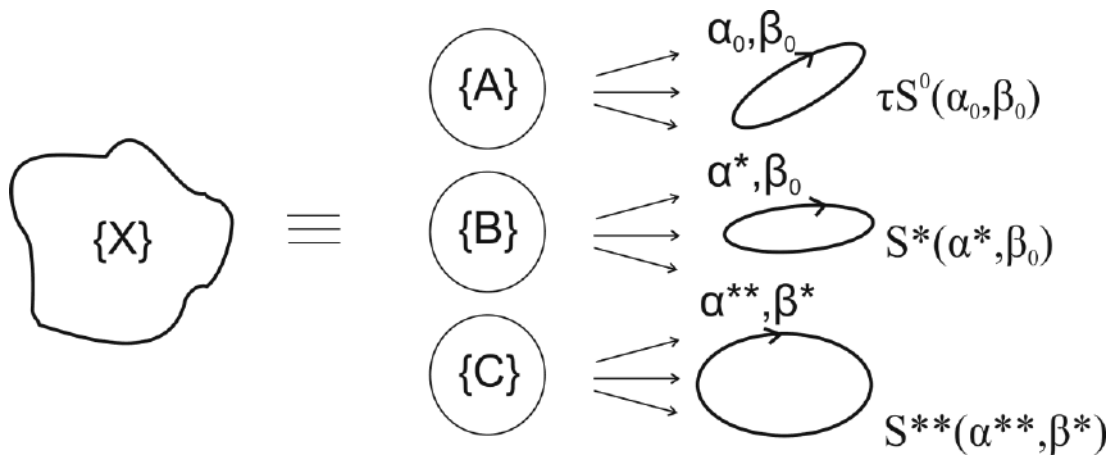 {X}
≡
{A}
α₀,β₀
τS⁰(α₀,β₀)
{B}
α*,β₀
S*(α*,β₀)
{C}
α**,β*
S**(α**,β*)